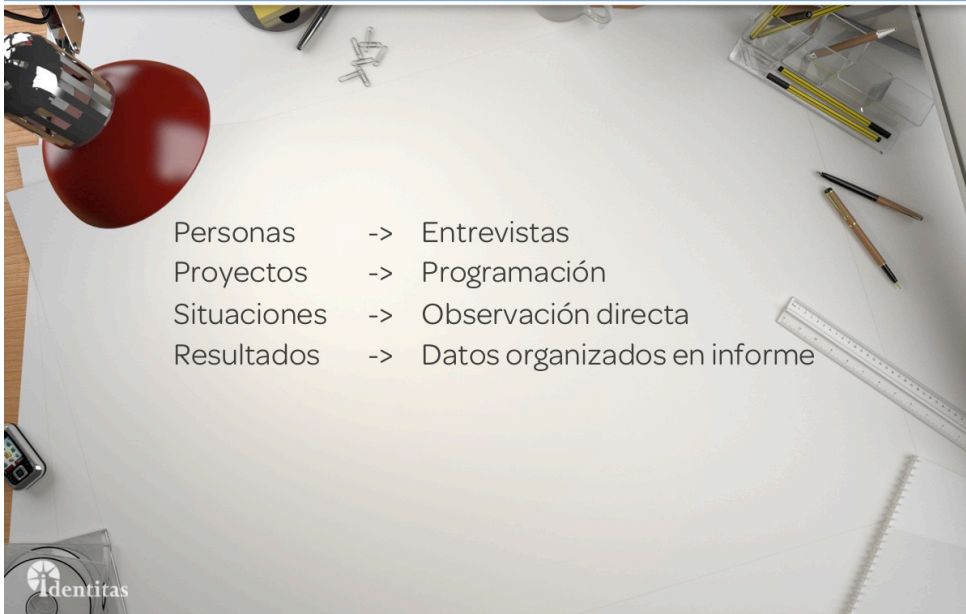 Personas -> Entrevistas
Proyectos -> Programación
Situaciones -> Observación directa
Resultados -> Datos organizados en informe
identitas